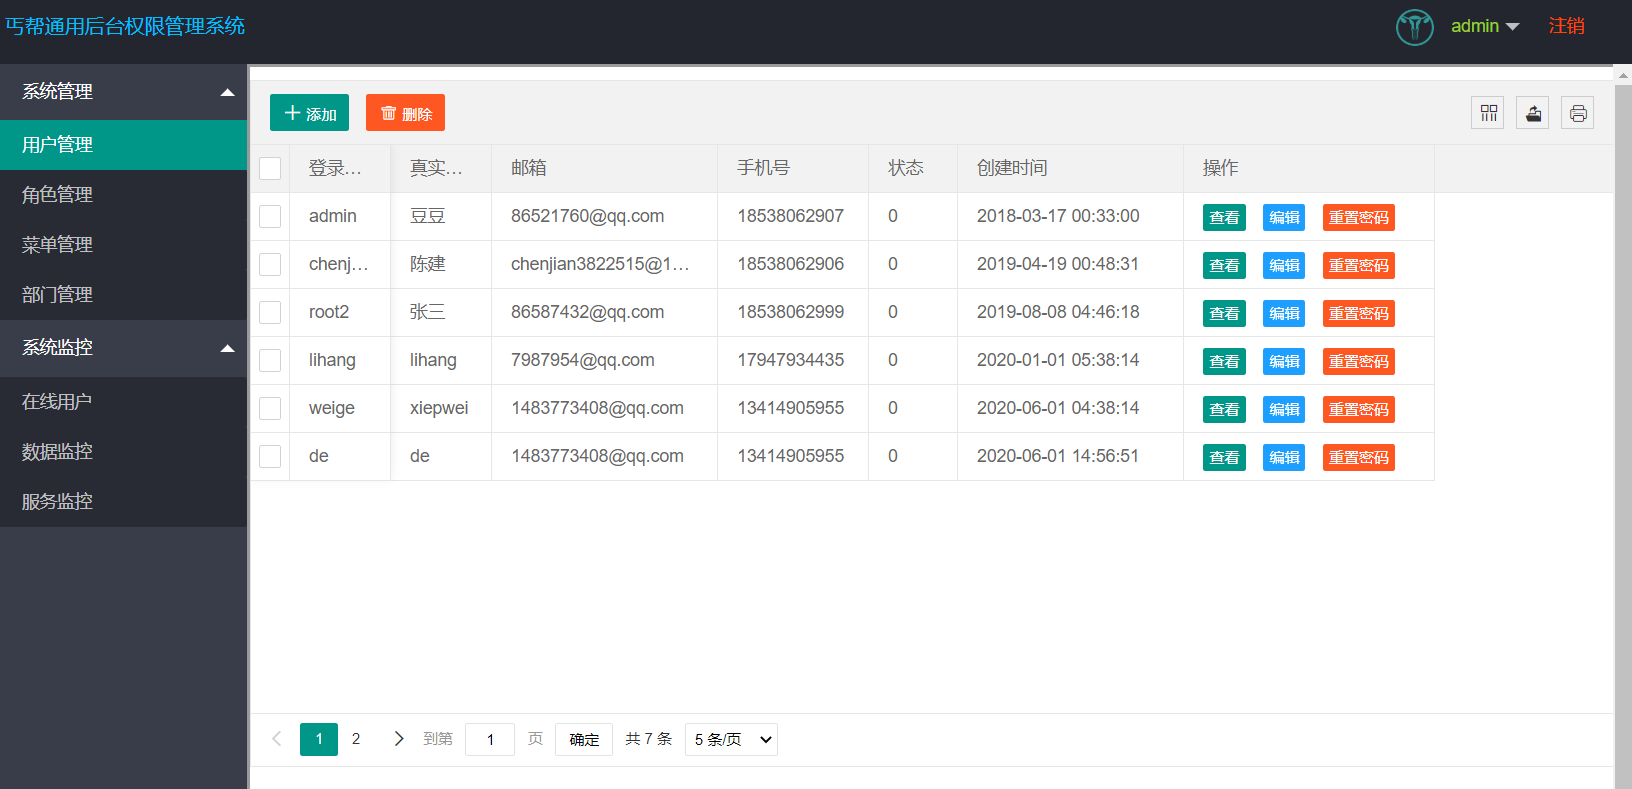 丐帮通用后台权限管理系统
admin
注销
系统管理
用户管理
角色管理
菜单管理
部门管理
系统监控
在线用户
数据监控
服务监控
添加
删除
登录... 真实... 邮箱 手机号 状态 创建时间 操作
admin 豆豆 86521760@qq.com 18538062907 0 2018-03-17 00:33:00 查看 编辑 重置密码
chenj... 陈建 chenjian3822515@1... 18538062906 0 2019-04-19 00:48:31 查看 编辑 重置密码
root2 张三 86587432@qq.com 18538062999 0 2019-08-08 04:46:18 查看 编辑 重置密码
lihang lihang 7987954@qq.com 17947934435 0 2020-01-01 05:38:14 查看 编辑 重置密码
weige xiepwei 1483773408@qq.com 13414905955 0 2020-06-01 04:38:14 查看 编辑 重置密码
de de 1483773408@qq.com 13414905955 0 2020-06-01 14:56:51 查看 编辑 重置密码
1 2 到第 1 页 确定 共 7 条 5 条/页